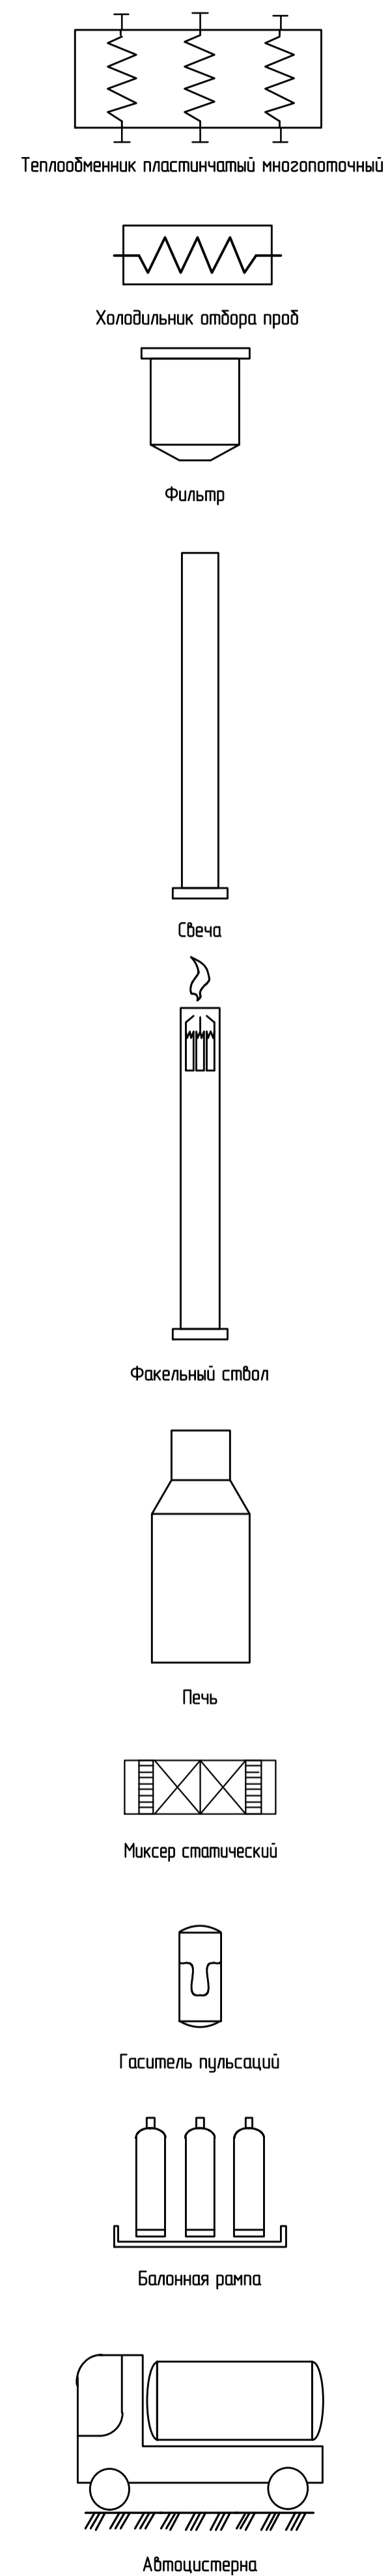 Теплообменник пластинчатый многопоточный
Холодильник отбора проб
Фильтр
Свеча
Факельный ствол
Печь
Миксер статический
Гаситель пульсаций
Балонная рампа
Автоцистерна